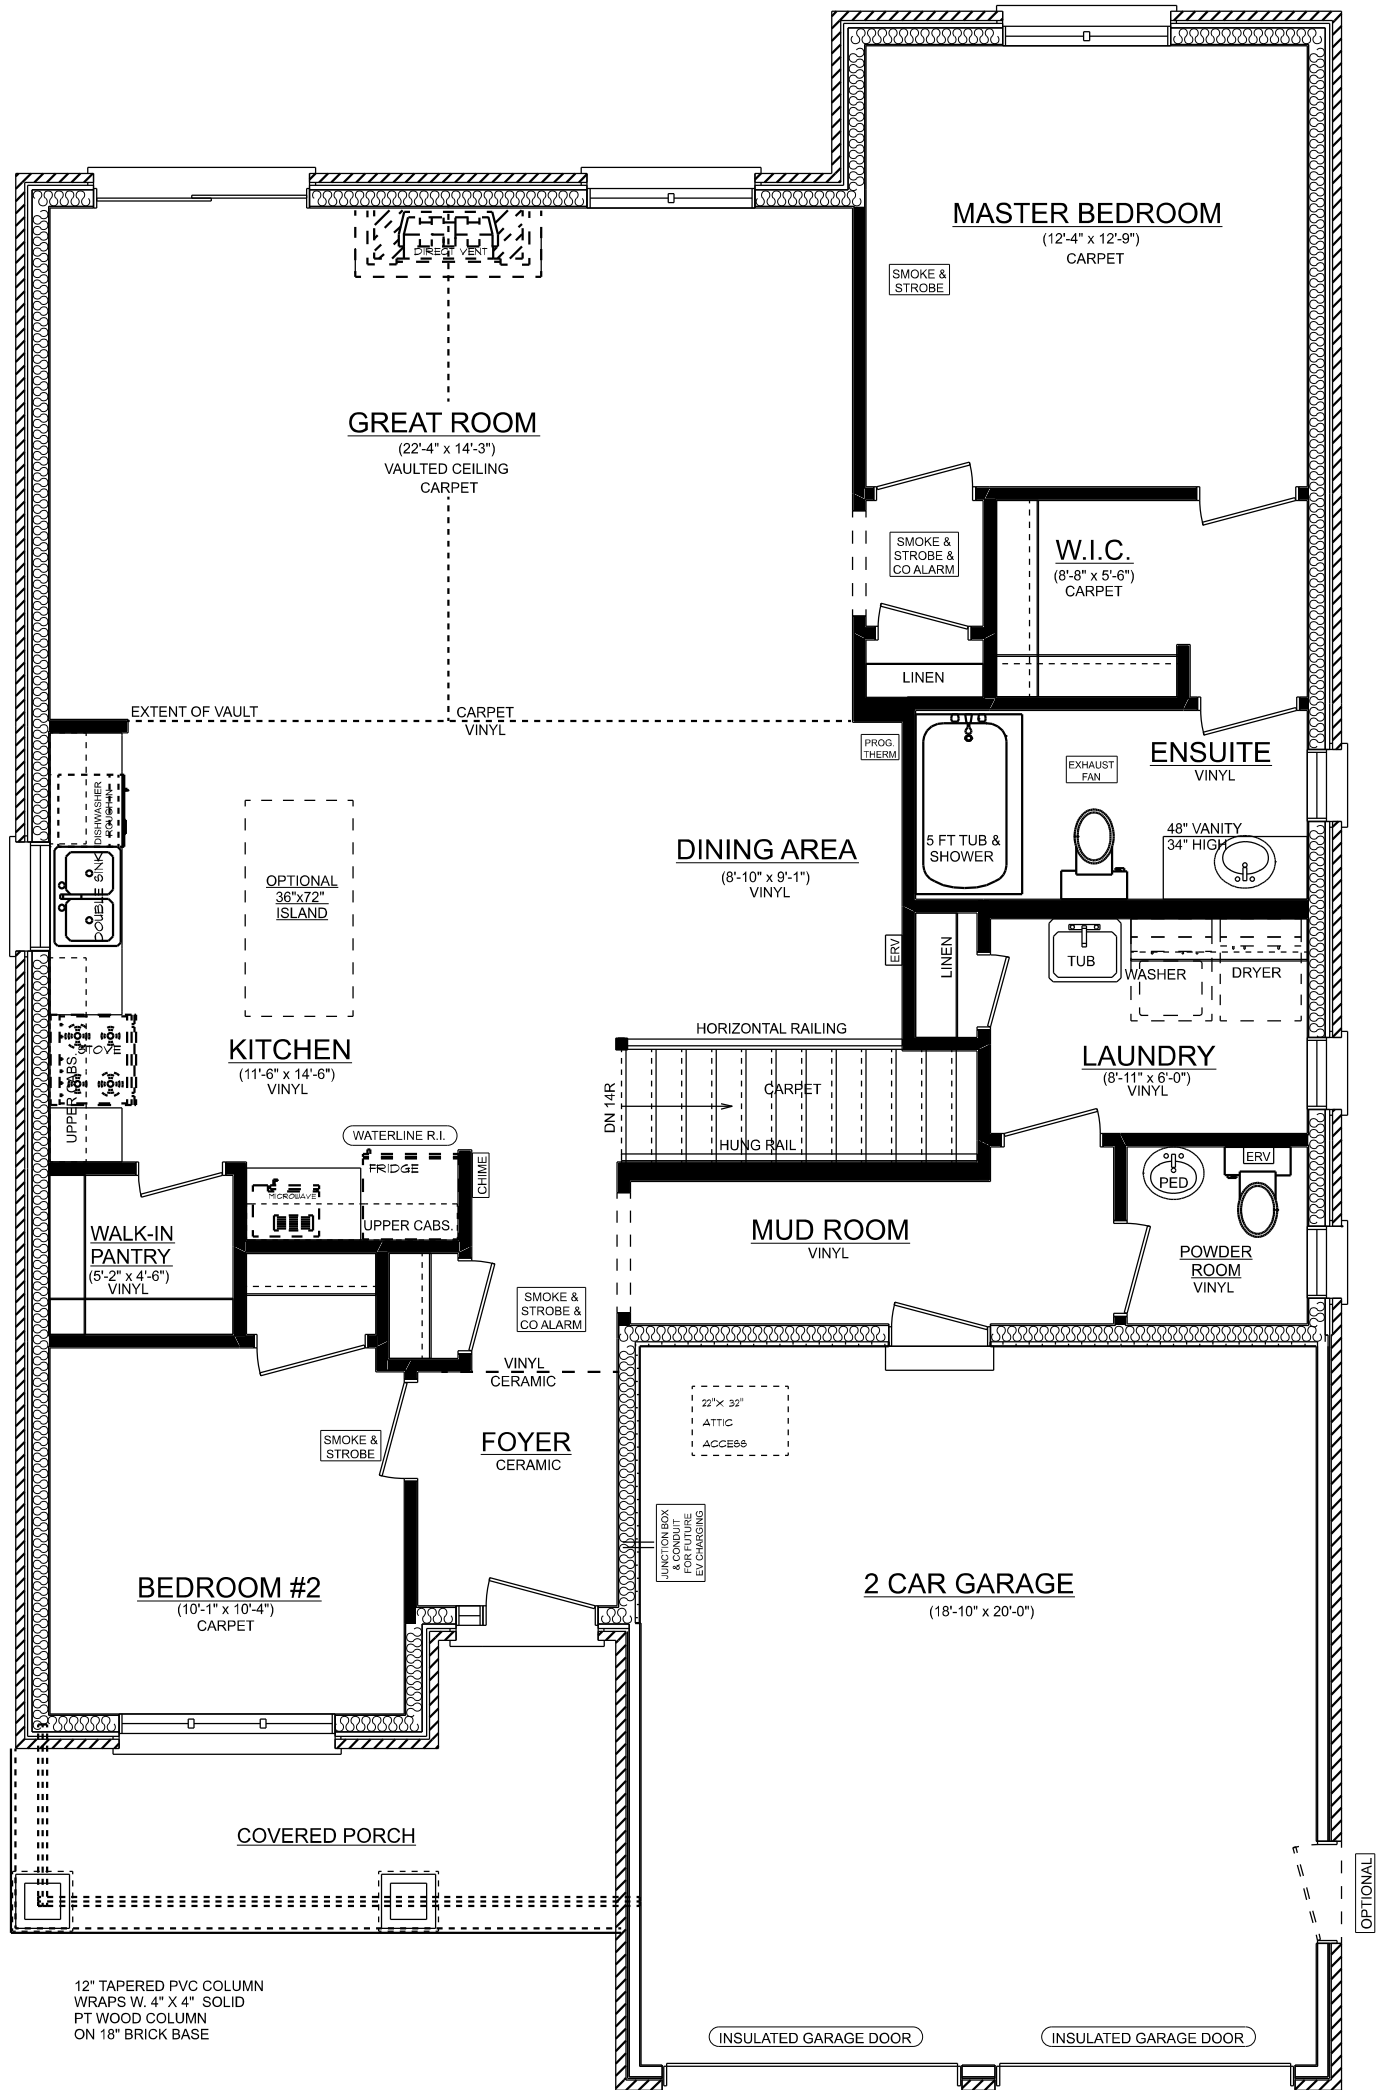 MASTER BEDROOM
(12'-4" x 12'-9")
CARPET
SMOKE &
STROBE
DIRECT VENT
GREAT ROOM
(22'-4" x 14'-3")
VAULTED CEILING
CARPET
SMOKE &
STROBE &
CO ALARM
W.I.C.
(8'-8" x 5'-6")
CARPET
LINEN
EXTENT OF VAULT
CARPET
VINYL
PROG.
THERM
EXHAUST
FAN
ENSUITE
VINYL
5 FT TUB &
SHOWER
48" VANITY
34" HIGH
DISHWASHER
ROUGH-IN
DOUBLE SINK
OPTIONAL
36"x72"
ISLAND
DINING AREA
(8'-10" x 9'-1")
VINYL
ERV
LINEN
TUB
WASHER
DRYER
STOVE
UPPER CABS.
KITCHEN
(11'-6" x 14'-6")
VINYL
HORIZONTAL RAILING
DN 14R
CARPET
HUNG RAIL
LAUNDRY
(8'-11" x 6'-0")
VINYL
WATERLINE R.I.
FRIDGE
MICROWAVE
UPPER CABS.
CHIME
PED
ERV
WALK-IN
PANTRY
(5'-2" x 4'-6")
VINYL
MUD ROOM
VINYL
POWDER
ROOM
VINYL
SMOKE &
STROBE &
CO ALARM
VINYL
CERAMIC
22"X 32"
ATTIC
ACCESS
SMOKE &
STROBE
FOYER
CERAMIC
JUNCTION BOX
& CONDUIT
FOR FUTURE
EV CHARGING
BEDROOM #2
(10'-1" x 10'-4")
CARPET
2 CAR GARAGE
(18'-10" x 20'-0")
COVERED PORCH
OPTIONAL
12" TAPERED PVC COLUMN
WRAPS W. 4" X 4" SOLID
PT WOOD COLUMN
ON 18" BRICK BASE
INSULATED GARAGE DOOR
INSULATED GARAGE DOOR